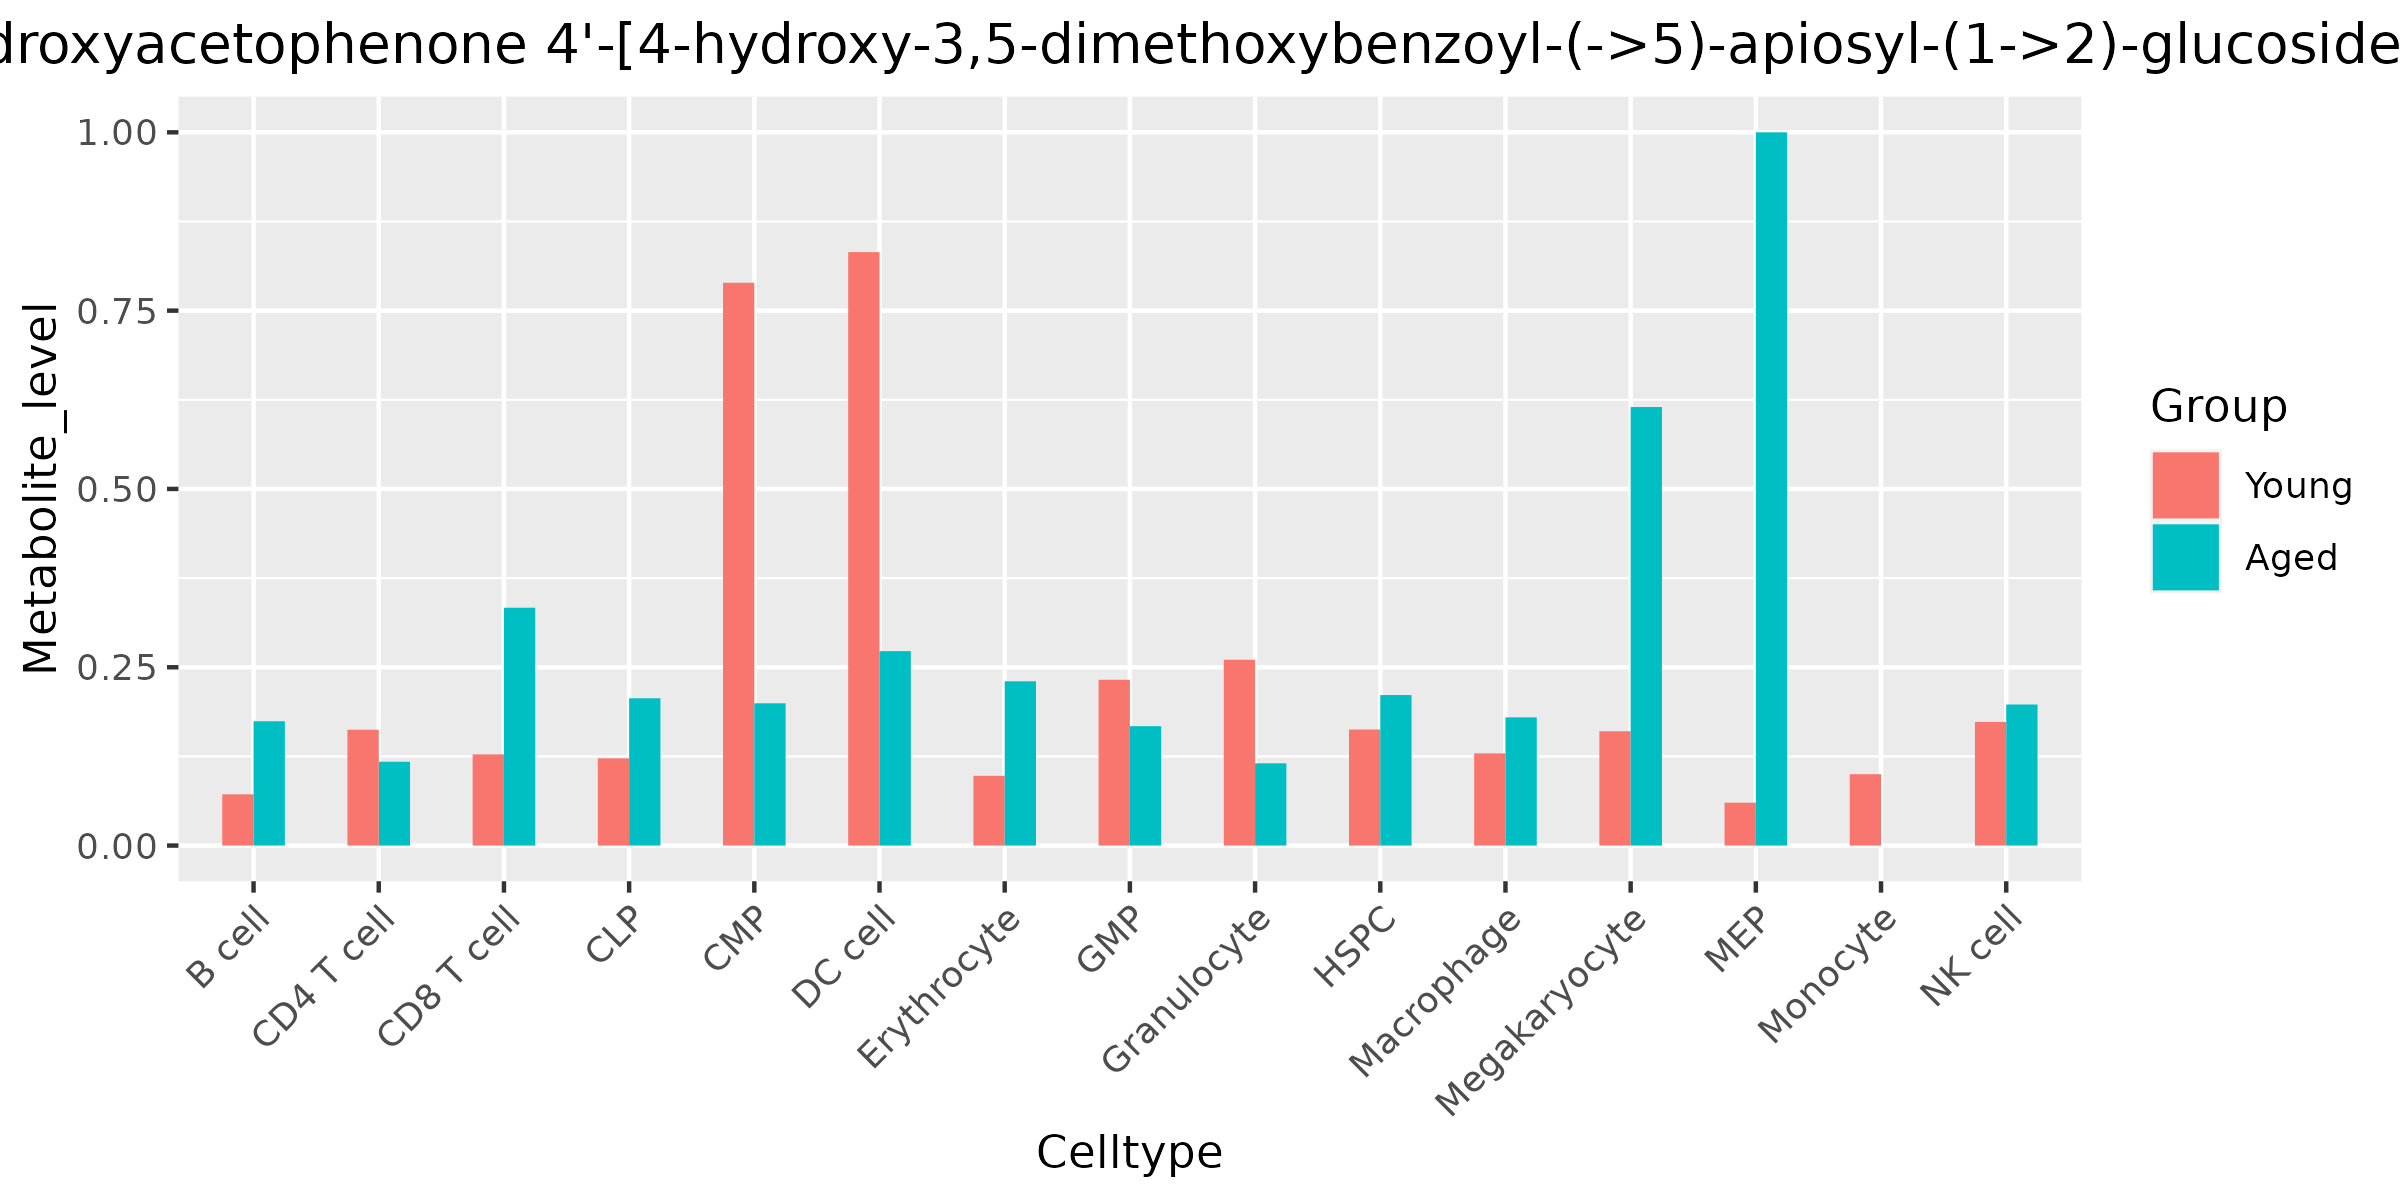 droxyacetophenone 4'-[4-hydroxy-3,5-dimethoxybenzoyl-(->5)-apiosyl-(1->2)-glucoside
Metabolite_level
1.00
0.75
0.50
0.25
0.00
B cell
CD4 T cell
CD8 T cell
CLP
CMP
DC cell
Erythrocyte
GMP
Granulocyte
HSPC
Macrophage
Megakaryocyte
MEP
Monocyte
NK cell
Celltype
Group
Young
Aged